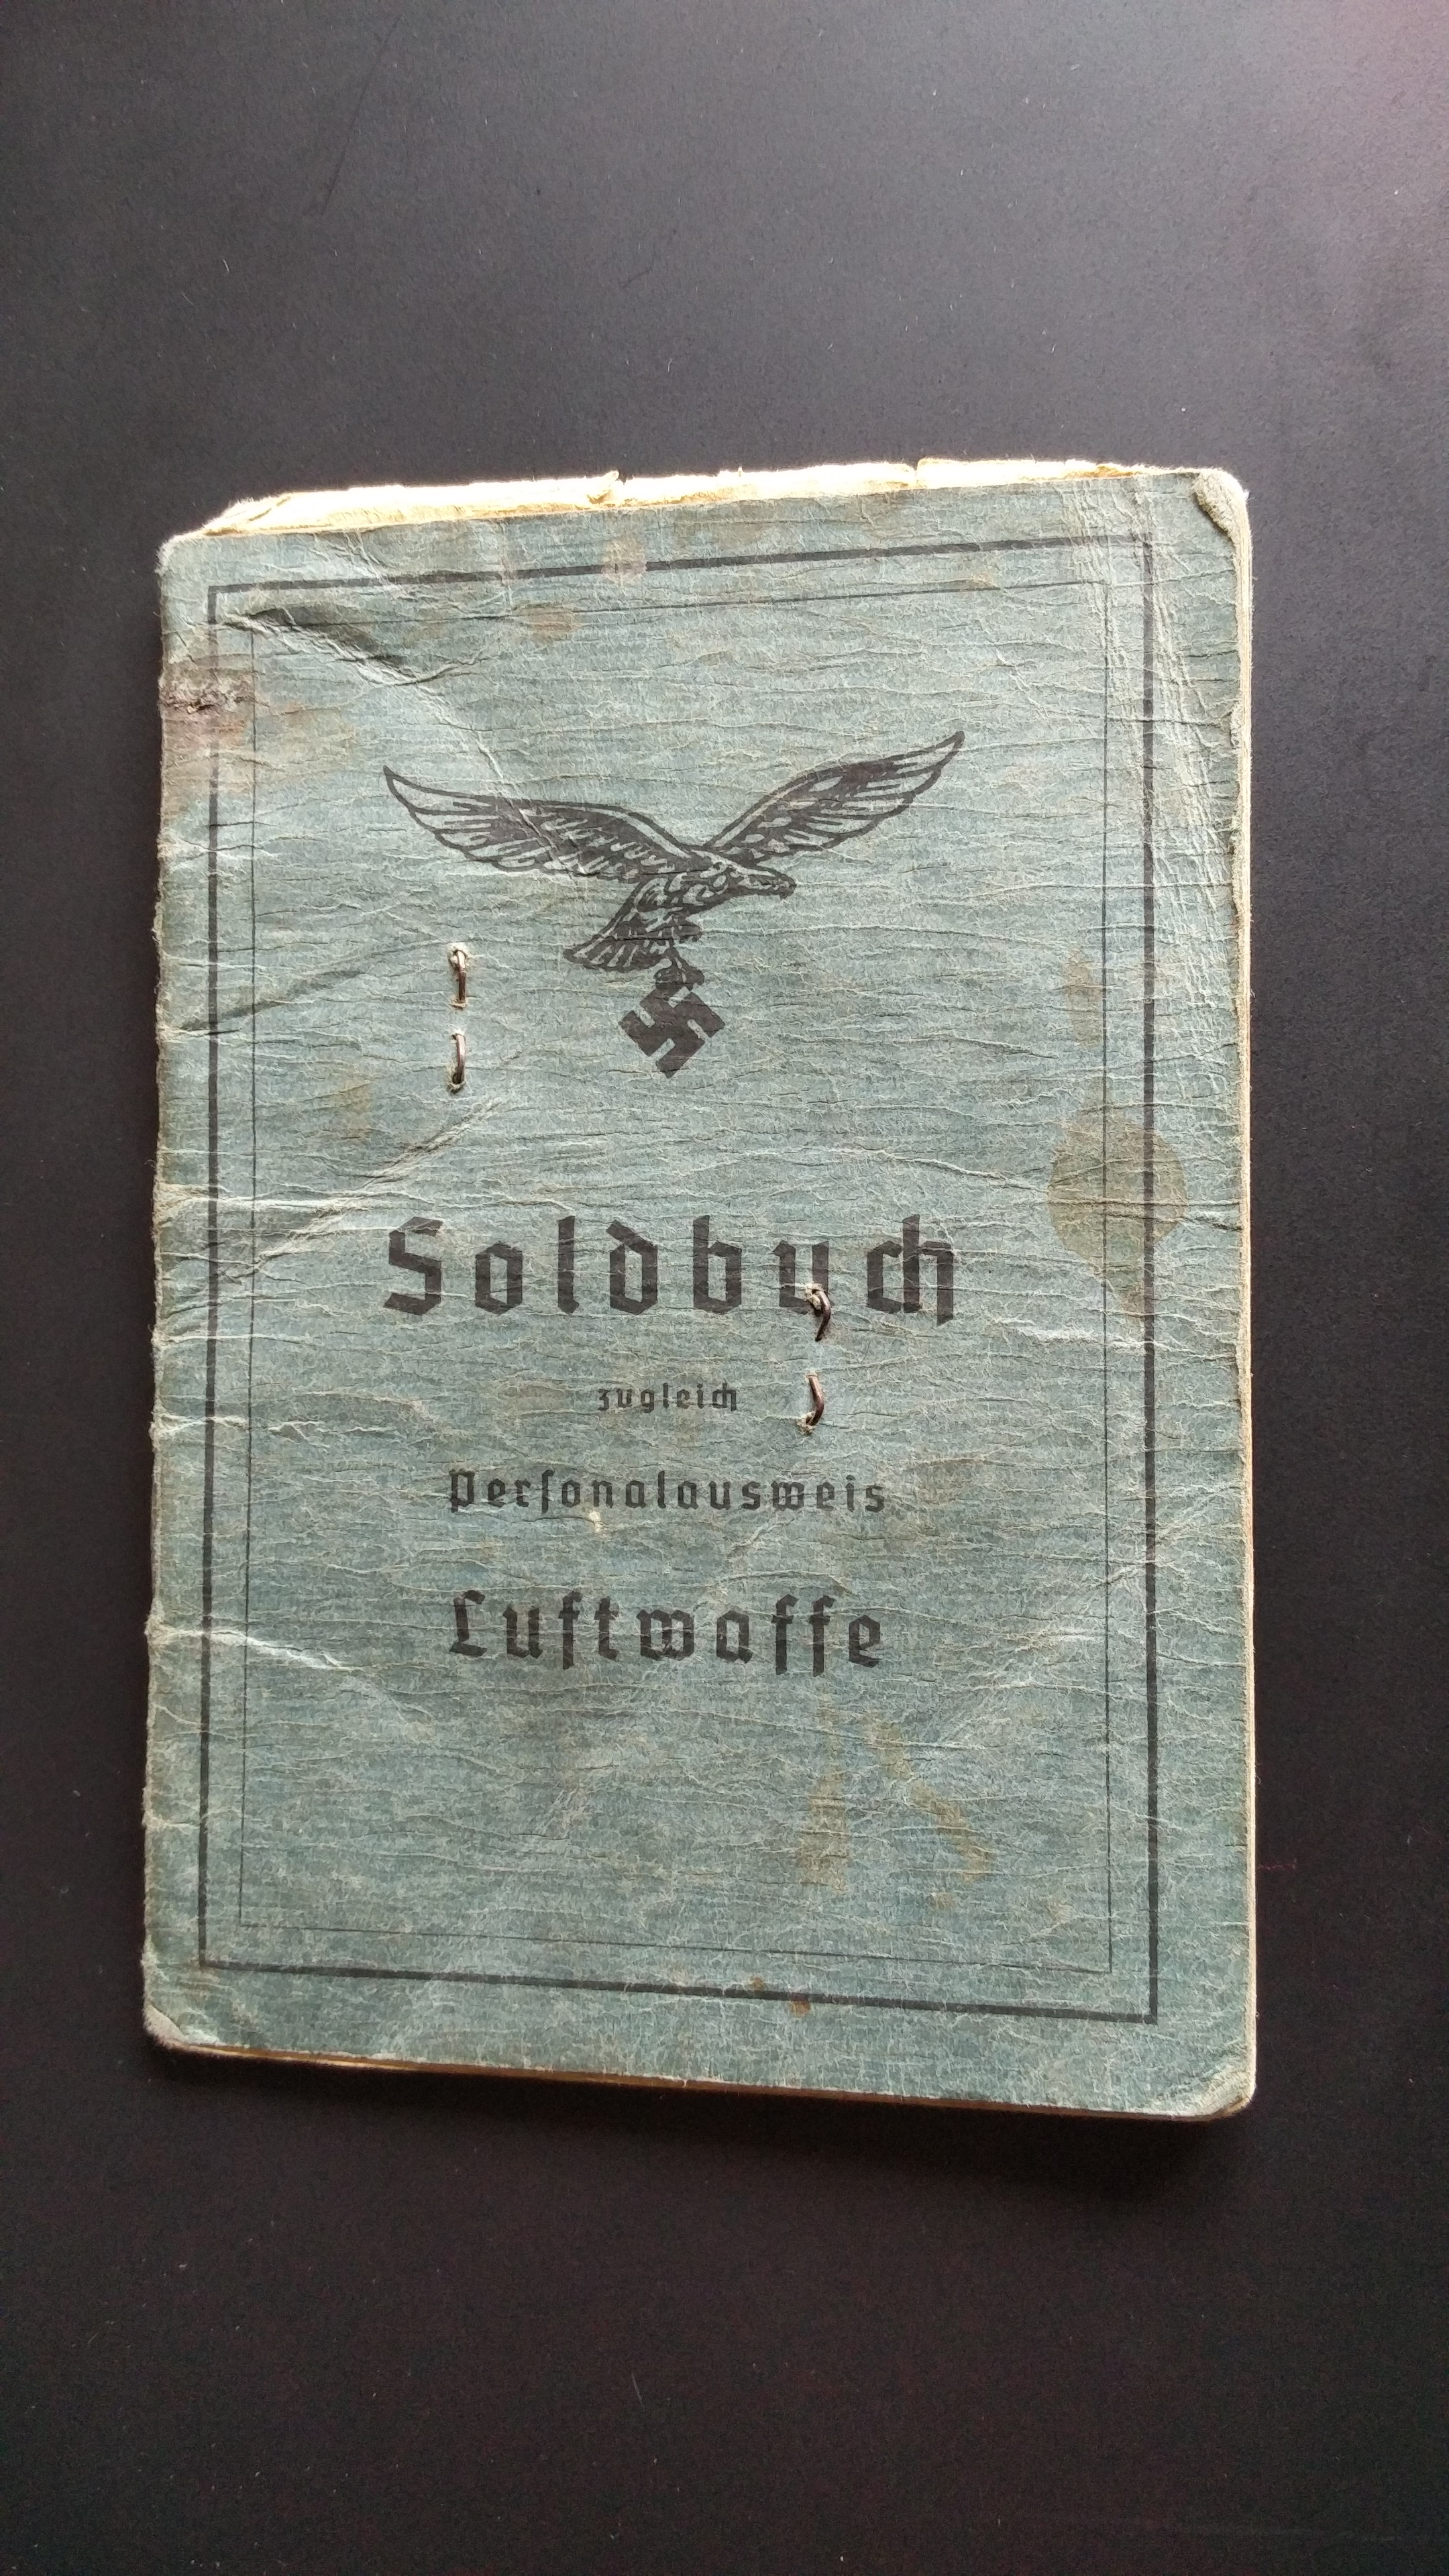 Soldbuch
zugleich
Perſonalausweis
Luftwaffe